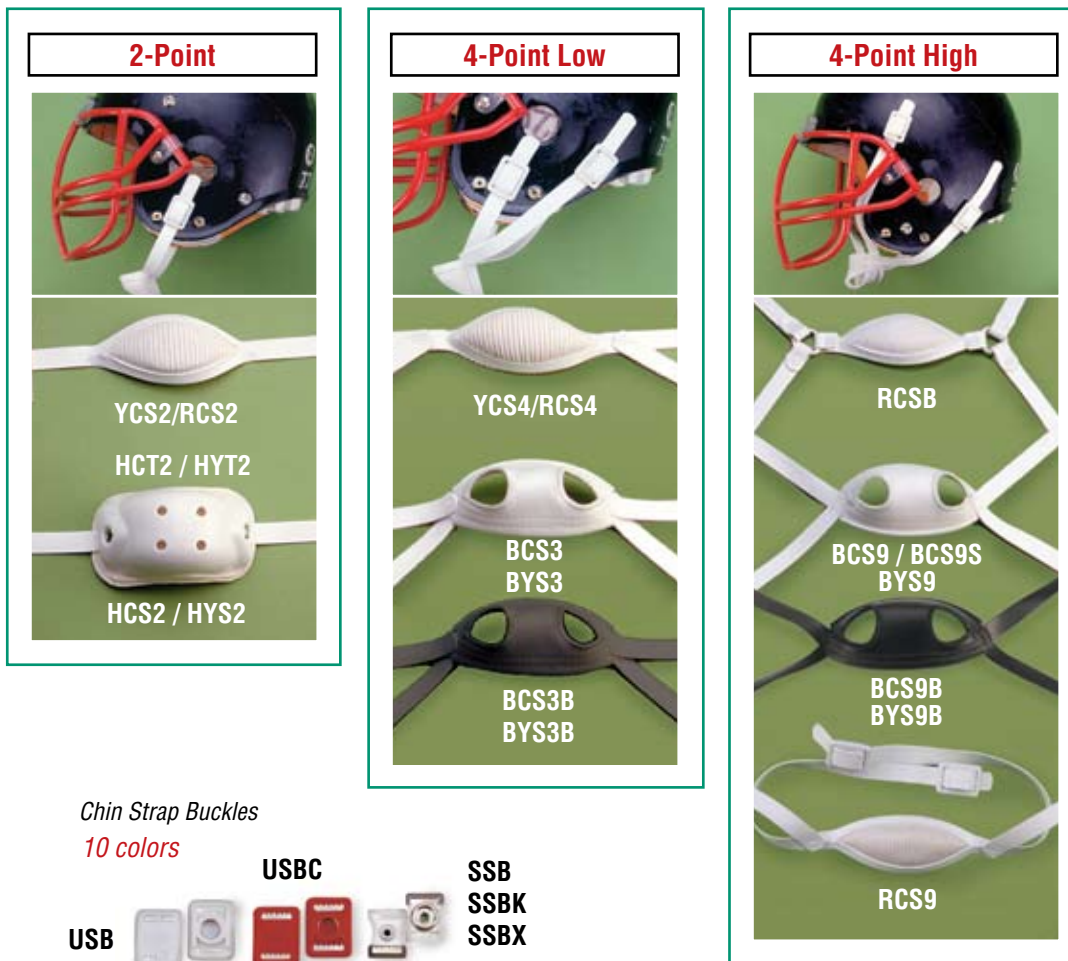 2-Point
YCS2/RCS2
HCT2 / HYT2
HCS2 / HYS2
4-Point Low
YCS4/RCS4
BCS3
BYS3
BCS3B
BYS3B
4-Point High
RCSB
BCS9 / BCS9S
BYS9
BCS9B
BYS9B
RCS9
Chin Strap Buckles
10 colors
USB
USBC
SSB
SSBK
SSBX